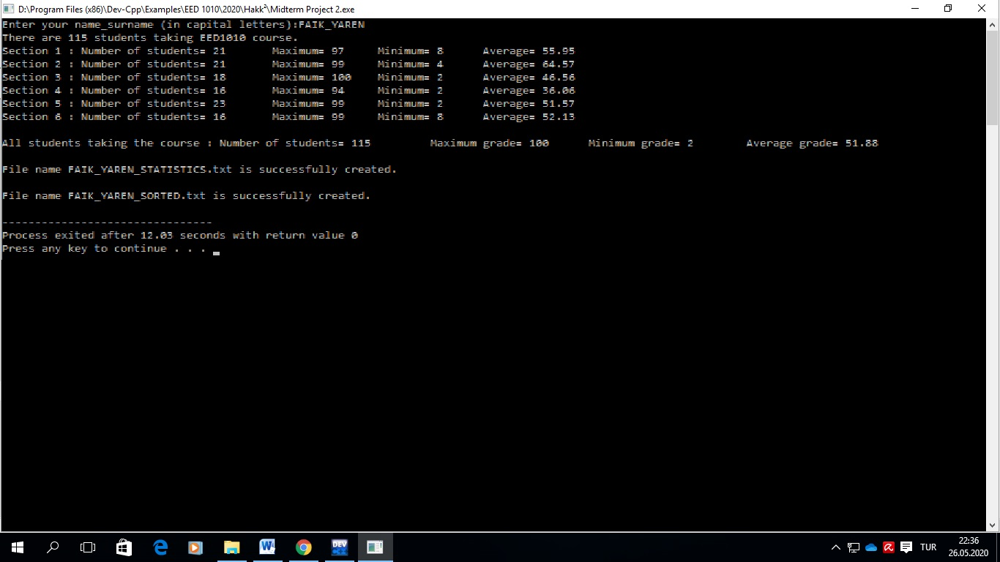 D:\Program Files (x86)\Dev-Cpp\Examples\EED 1010\2020\Hakk²\Midterm Project 2.exe
Enter your name_surname (in capital letters):FAIK_YAREN
There are 115 students taking EED1010 course.
Section 1 : Number of students= 21 Maximum= 97 Minimum= 8 Average= 55.95
Section 2 : Number of students= 21 Maximum= 99 Minimum= 4 Average= 64.57
Section 3 : Number of students= 18 Maximum= 100 Minimum= 2 Average= 46.56
Section 4 : Number of students= 16 Maximum= 94 Minimum= 2 Average= 36.06
Section 5 : Number of students= 23 Maximum= 99 Minimum= 2 Average= 51.57
Section 6 : Number of students= 16 Maximum= 99 Minimum= 8 Average= 52.13
All students taking the course : Number of students= 115 Maximum grade= 100 Minimum grade= 2 Average grade= 51.88
File name FAIK_YAREN_STATISTICS.txt is successfully created.
File name FAIK_YAREN_SORTED.txt is successfully created.
--------------------------------
Process exited after 12.03 seconds with return value 0
Press any key to continue . . .
DEV
TUR
22:36
26.05.2020